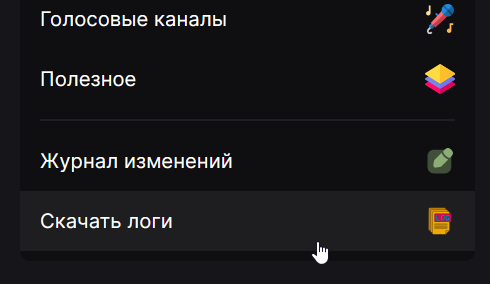 Голосовые каналы
Полезное
Журнал изменений
Скачать логи